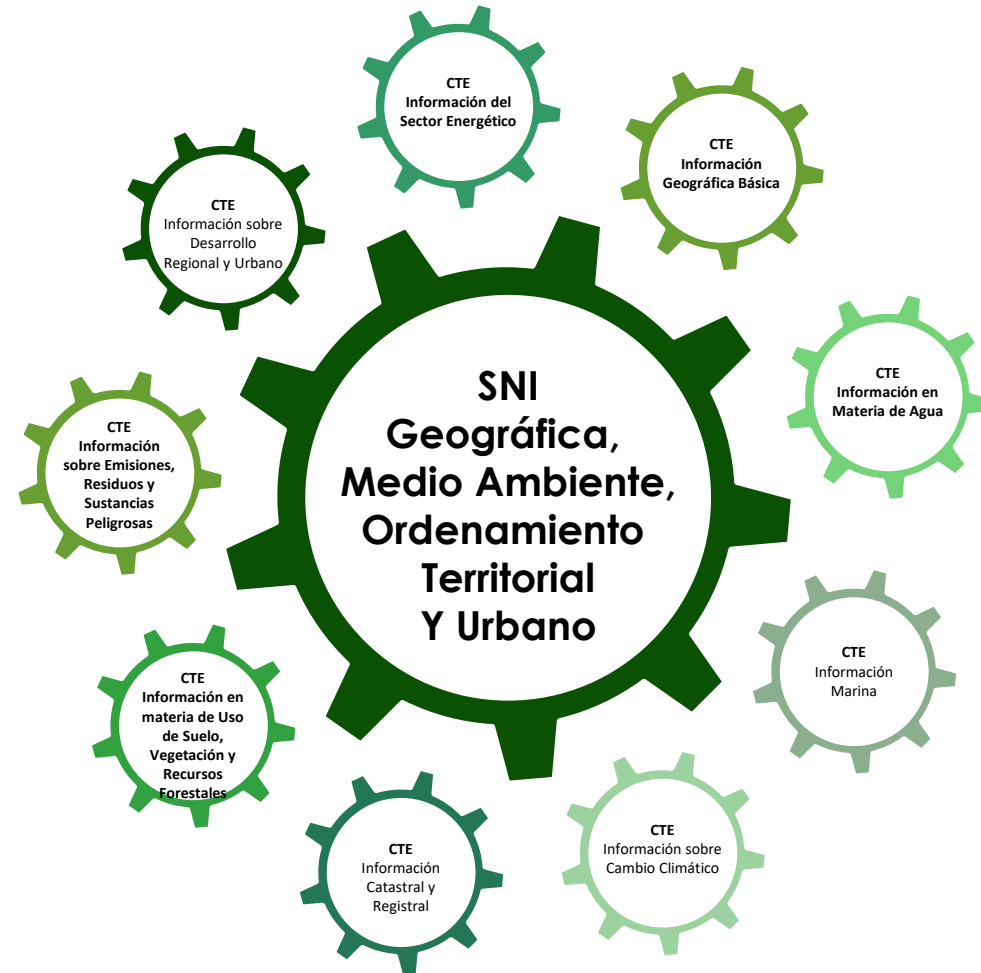 CTE
Información del
Sector Energético
CTE
Información
Geográfica Básica
CTE
Información sobre
Desarrollo
Regional y Urbano
CTE
Información en
Materia de Agua
SNI
Geográfica,
Medio Ambiente,
Ordenamiento
Territorial
Y Urbano
CTE
Información
sobre Emisiones,
Residuos y
Sustancias
Peligrosas
CTE
Información
Marina
CTE
Información en
materia de Uso
de Suelo,
Vegetación y
Recursos
Forestales
CTE
Información sobre
Cambio Climático
CTE
Información
Catastral y
Registral